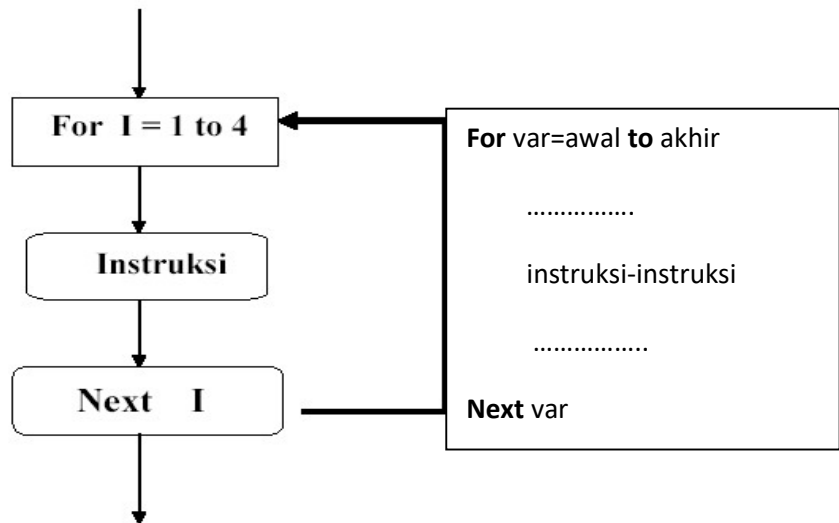 For I = 1 to 4
Instruksi
Next I
For var=awal to akhir
................
instruksi-instruksi
.................
Next var